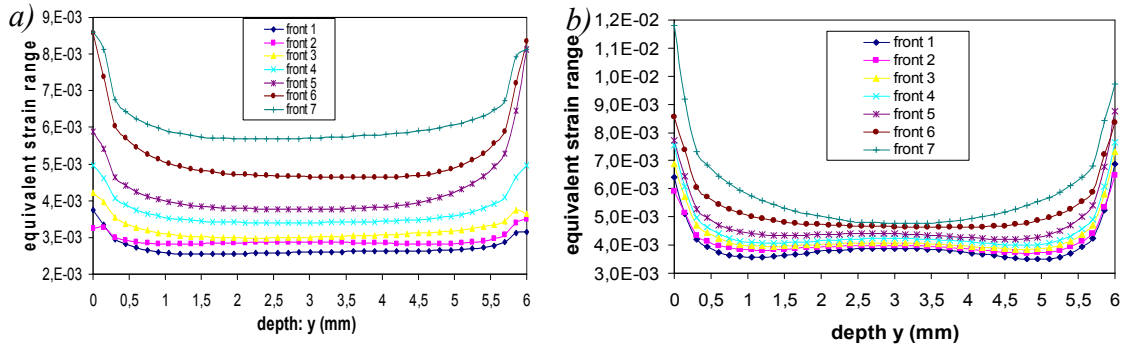 a)
equivalent strain range
9,E-03
8,E-03
7,E-03
6,E-03
5,E-03
4,E-03
3,E-03
2,E-03
front 1
front 2
front 3
front 4
front 5
front 6
front 7
0 0,5 1 1,5 2 2,5 3 3,5 4 4,5 5 5,5 6
depth: y (mm)
b)
equivalent strain range
1,2E-02
1,1E-02
1,0E-02
9,0E-03
8,0E-03
7,0E-03
6,0E-03
5,0E-03
4,0E-03
3,0E-03
front 1
front 2
front 3
front 4
front 5
front 6
front 7
0 0,5 1 1,5 2 2,5 3 3,5 4 4,5 5 5,5 6
depth y (mm)